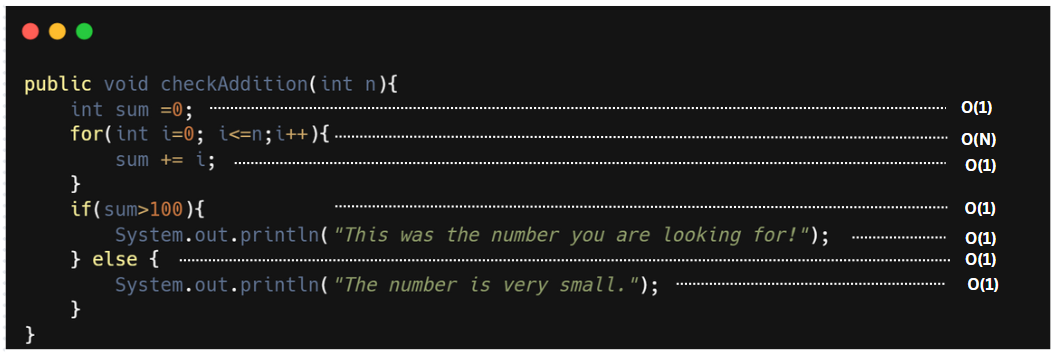 public void checkAddition(int n){
    int sum =0; O(1)
    for(int i=0; i<=n;i++){ O(N)
        sum += i; O(1)
    }
    if(sum>100){ O(1)
        System.out.println("This was the number you are looking for!"); O(1)
    } else { O(1)
        System.out.println("The number is very small."); O(1)
    }
}